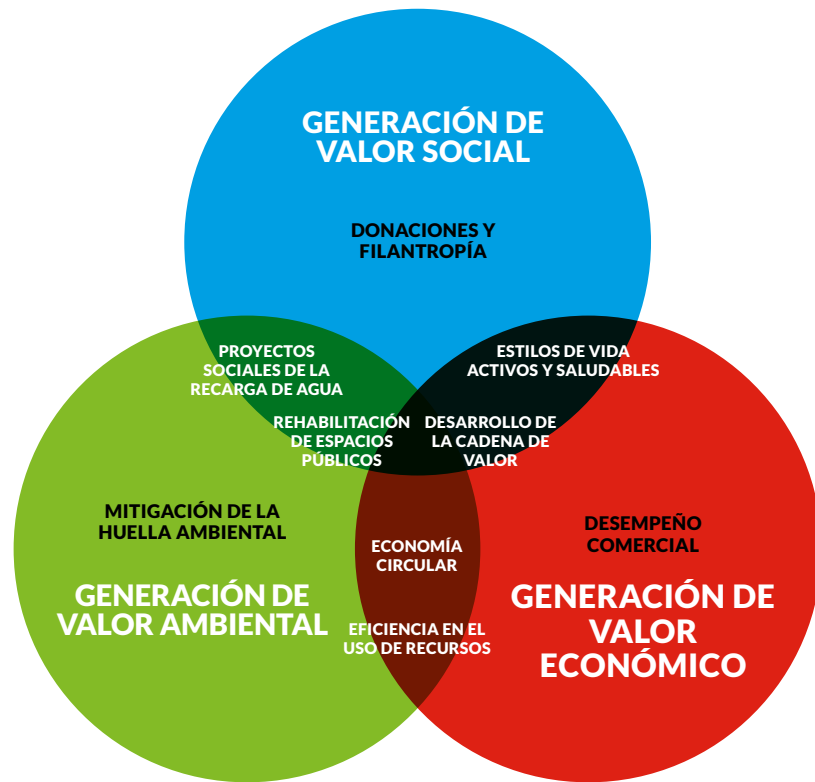 GENERACIÓN DE
VALOR SOCIAL
DONACIONES Y
FILANTROPÍA
PROYECTOS
SOCIALES DE LA
RECARGA DE AGUA
ESTILOS DE VIDA
ACTIVOS Y SALUDABLES
REHABILITACIÓN
DE ESPACIOS
PÚBLICOS
DESARROLLO DE
LA CADENA DE
VALOR
MITIGACIÓN DE LA
HUELLA AMBIENTAL
GENERACIÓN DE
VALOR AMBIENTAL
ECONOMÍA
CIRCULAR
EFICIENCIA EN EL
USO DE RECURSOS
DESEMPEÑO
COMERCIAL
GENERACIÓN DE
VALOR
ECONÓMICO